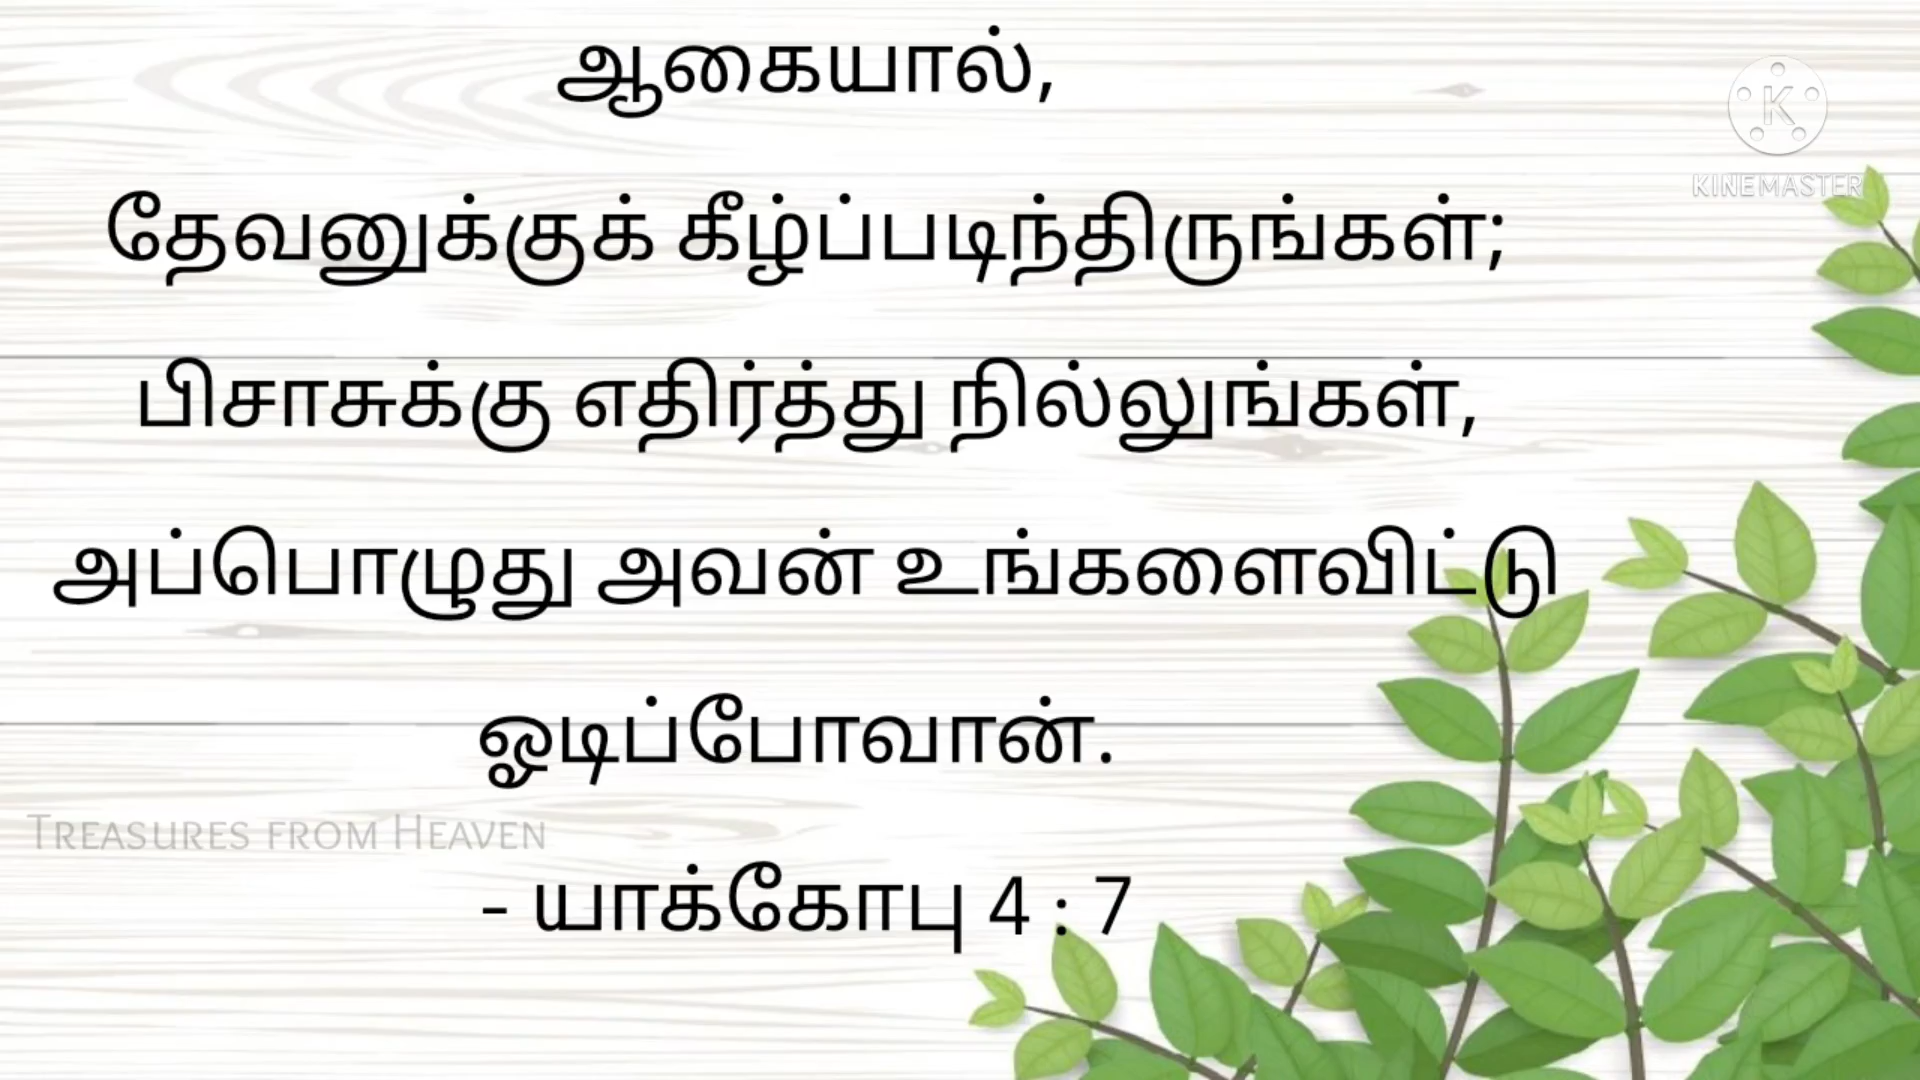 ஆகையால்,
K
KINEMASTER
தேவனுக்குக் கீழ்ப்படிந்திருங்கள்;
பிசாசுக்கு எதிர்த்து நில்லுங்கள்,
அப்பொழுது அவன் உங்களைவிட்டு
ஓடிப்போவான்.
TREASURES FROM HEAVEN
- யாக்கோபு 4 : 7